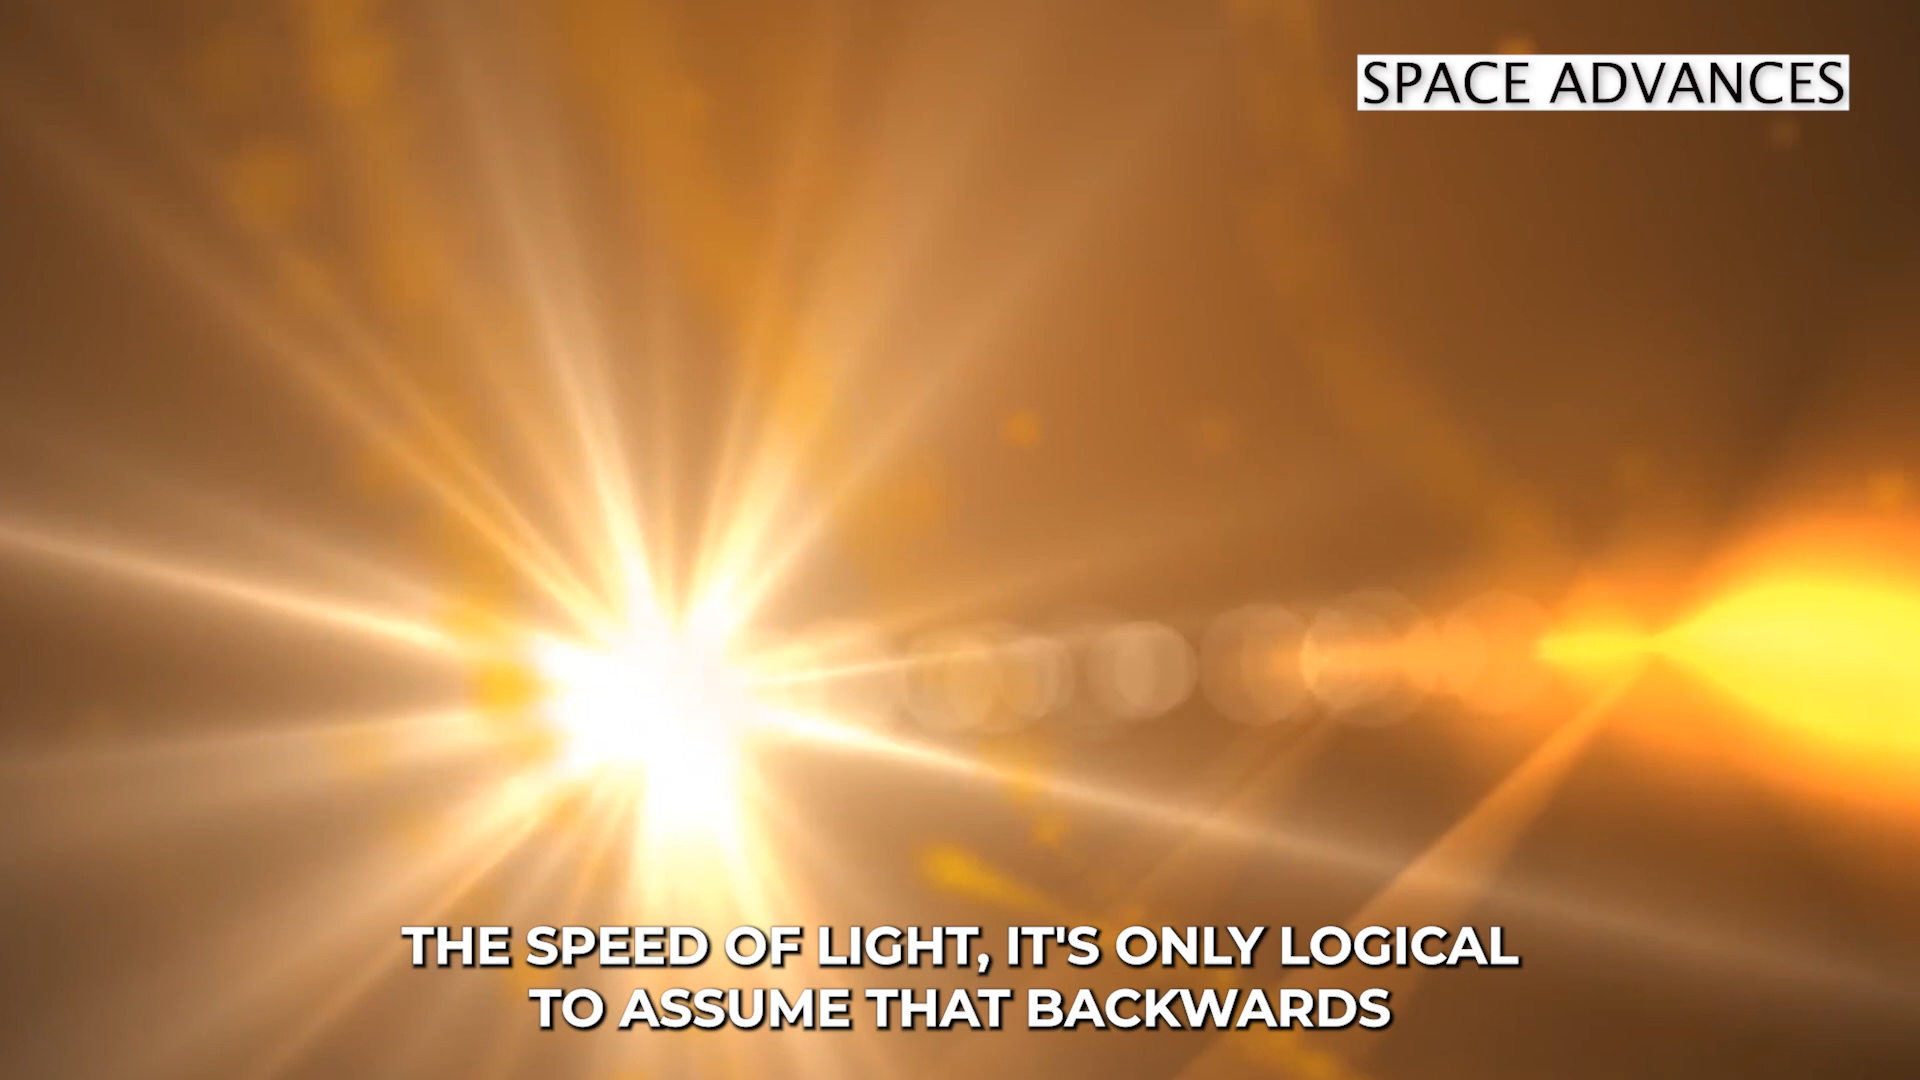 SPACE ADVANCES
THE SPEED OF LIGHT, IT'S ONLY LOGICAL
TO ASSUME THAT BACKWARDS